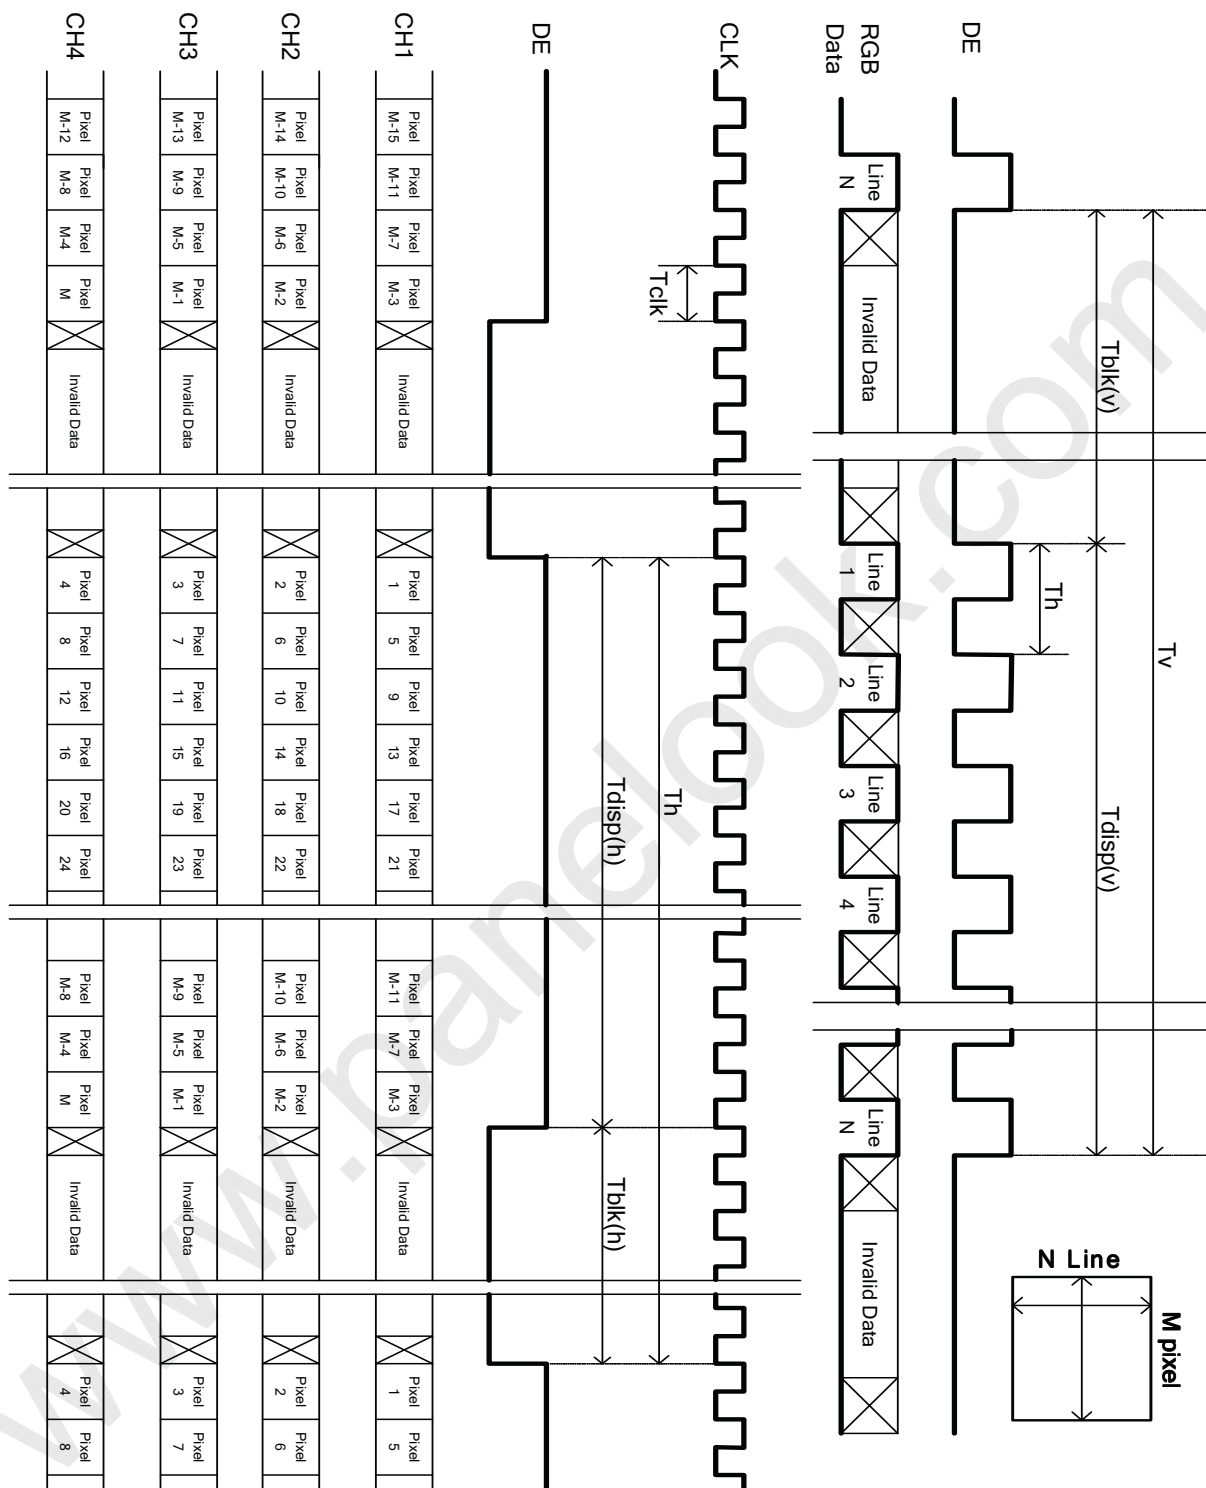 DE
RGB
Data
Line
N
Invalid Data
Line
1
Line
2
Line
3
Line
4
Line
N
Invalid Data
Tv
Tblk(v)
Tdisp(v)
Th
N Line
M pixel
CLK
Tclk
Th
DE
Tdisp(h)
Tblk(h)
CH1
Pixel M-15
Pixel M-11
Pixel M-7
Pixel M-3
Invalid Data
Pixel 1
Pixel 5
Pixel 9
Pixel 13
Pixel 17
Pixel 21
Pixel M-11
Pixel M-7
Pixel M-3
Invalid Data
Pixel 1
Pixel 5
CH2
Pixel M-14
Pixel M-10
Pixel M-6
Pixel M-2
Invalid Data
Pixel 2
Pixel 6
Pixel 10
Pixel 14
Pixel 18
Pixel 22
Pixel M-10
Pixel M-6
Pixel M-2
Invalid Data
Pixel 2
Pixel 6
CH3
Pixel M-13
Pixel M-9
Pixel M-5
Pixel M-1
Invalid Data
Pixel 3
Pixel 7
Pixel 11
Pixel 15
Pixel 19
Pixel 23
Pixel M-9
Pixel M-5
Pixel M-1
Invalid Data
Pixel 3
Pixel 7
CH4
Pixel M-12
Pixel M-8
Pixel M-4
Pixel M
Invalid Data
Pixel 4
Pixel 8
Pixel 12
Pixel 16
Pixel 20
Pixel 24
Pixel M-8
Pixel M-4
Pixel M
Invalid Data
Pixel 4
Pixel 8
www.panelook.com